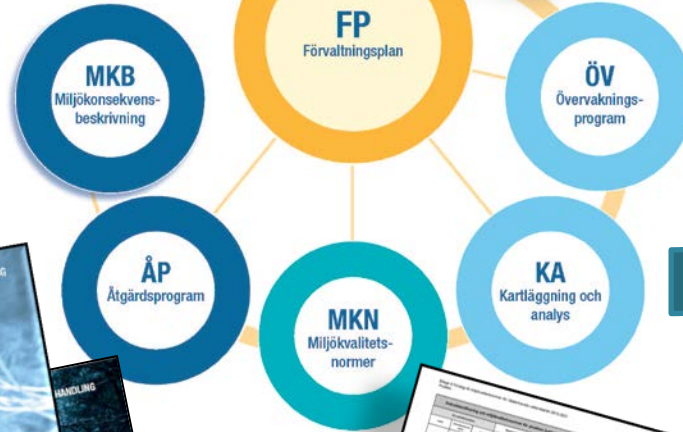 FP
Förvaltningsplan
MKB
Miljökonsekvens-
beskrivning
ÖV
Övervaknings-
program
ÅP
Åtgärdsprogram
KA
Kartläggning och
analys
MKN
Miljökvalitets-
normer
HANDLING